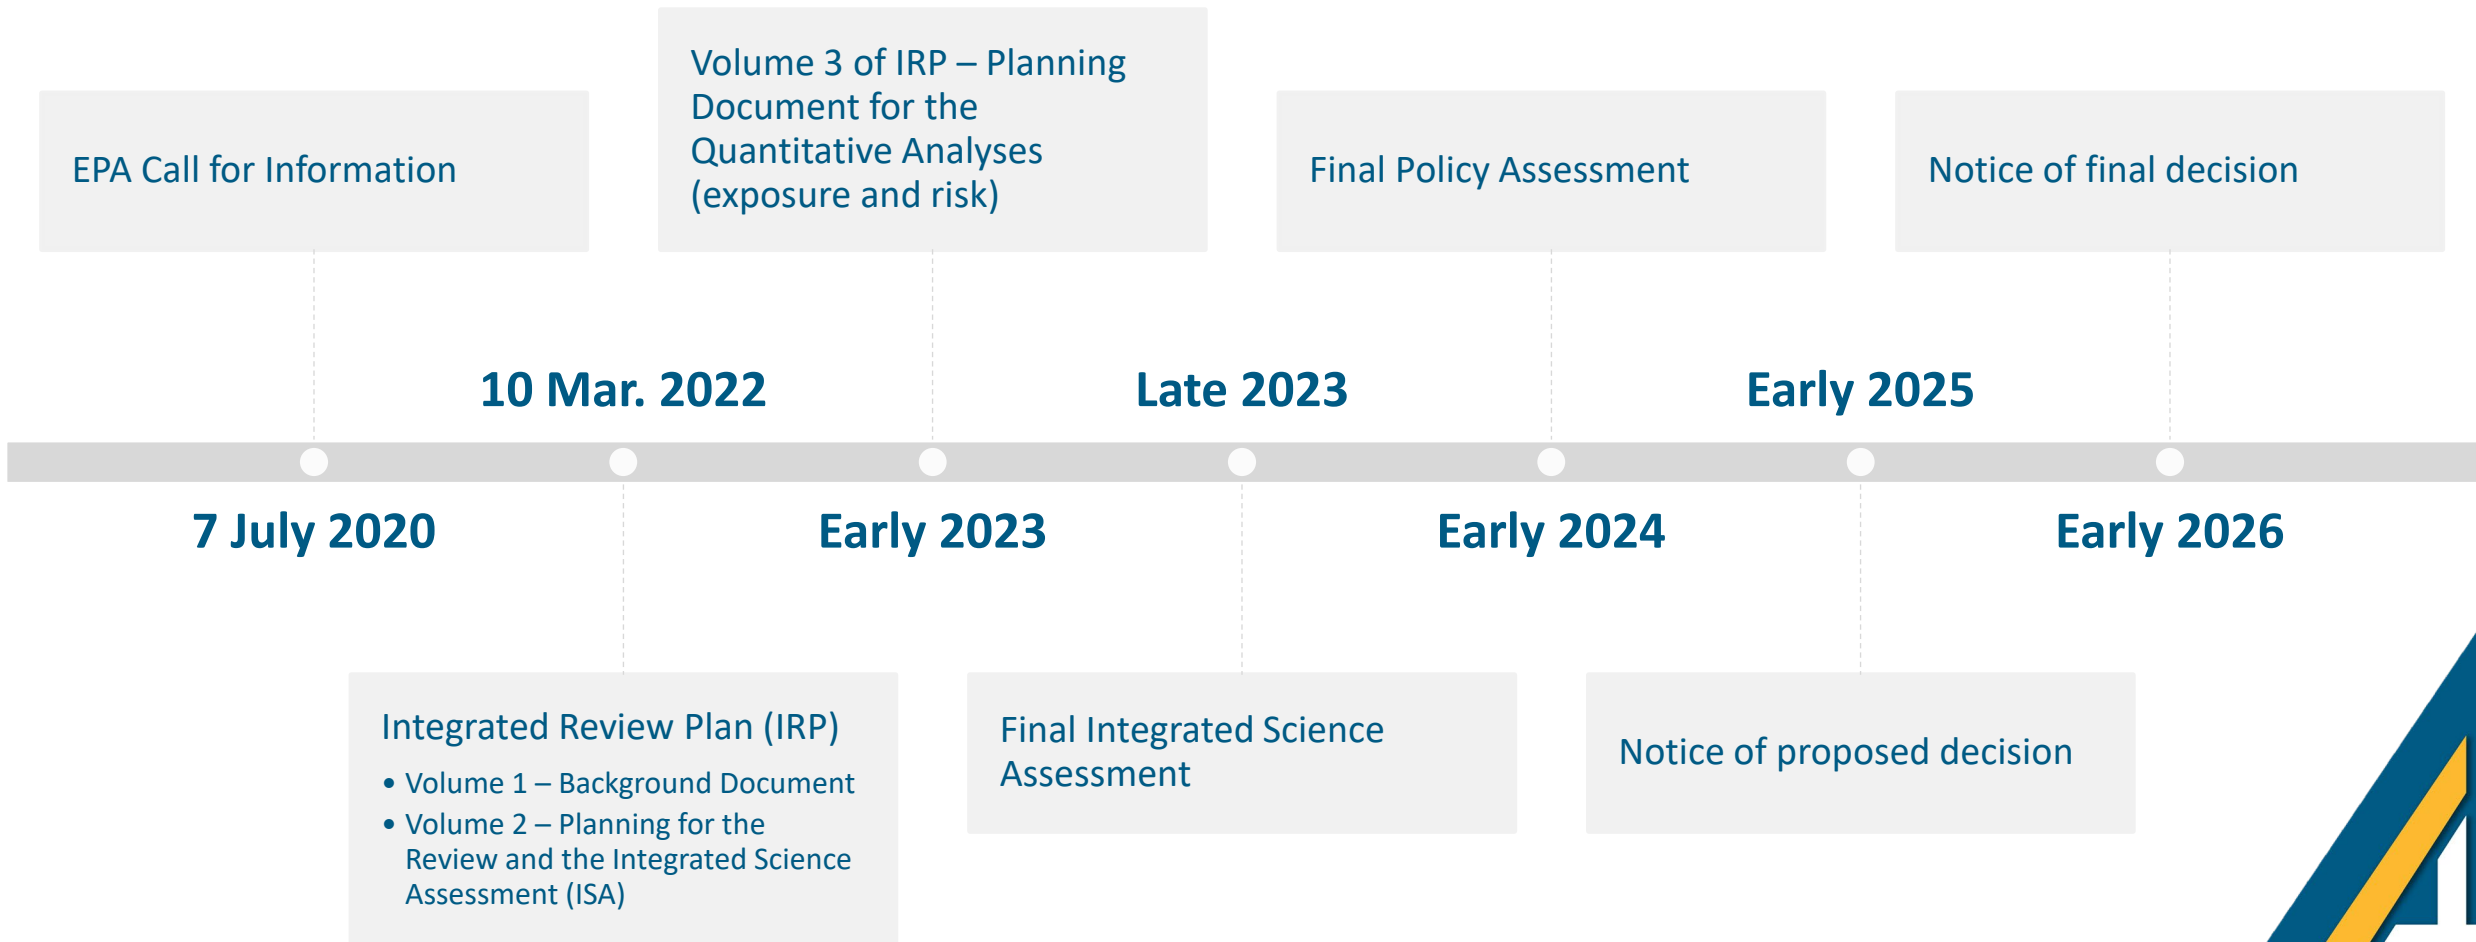 Volume 3 of IRP – Planning
Document for the
Quantitative Analyses
(exposure and risk)
EPA Call for Information
Final Policy Assessment
Notice of final decision
10 Mar. 2022
Late 2023
Early 2025
7 July 2020
Early 2023
Early 2024
Early 2026
Integrated Review Plan (IRP)
• Volume 1 – Background Document
• Volume 2 – Planning for the
Review and the Integrated Science
Assessment (ISA)
Final Integrated Science
Assessment
Notice of proposed decision